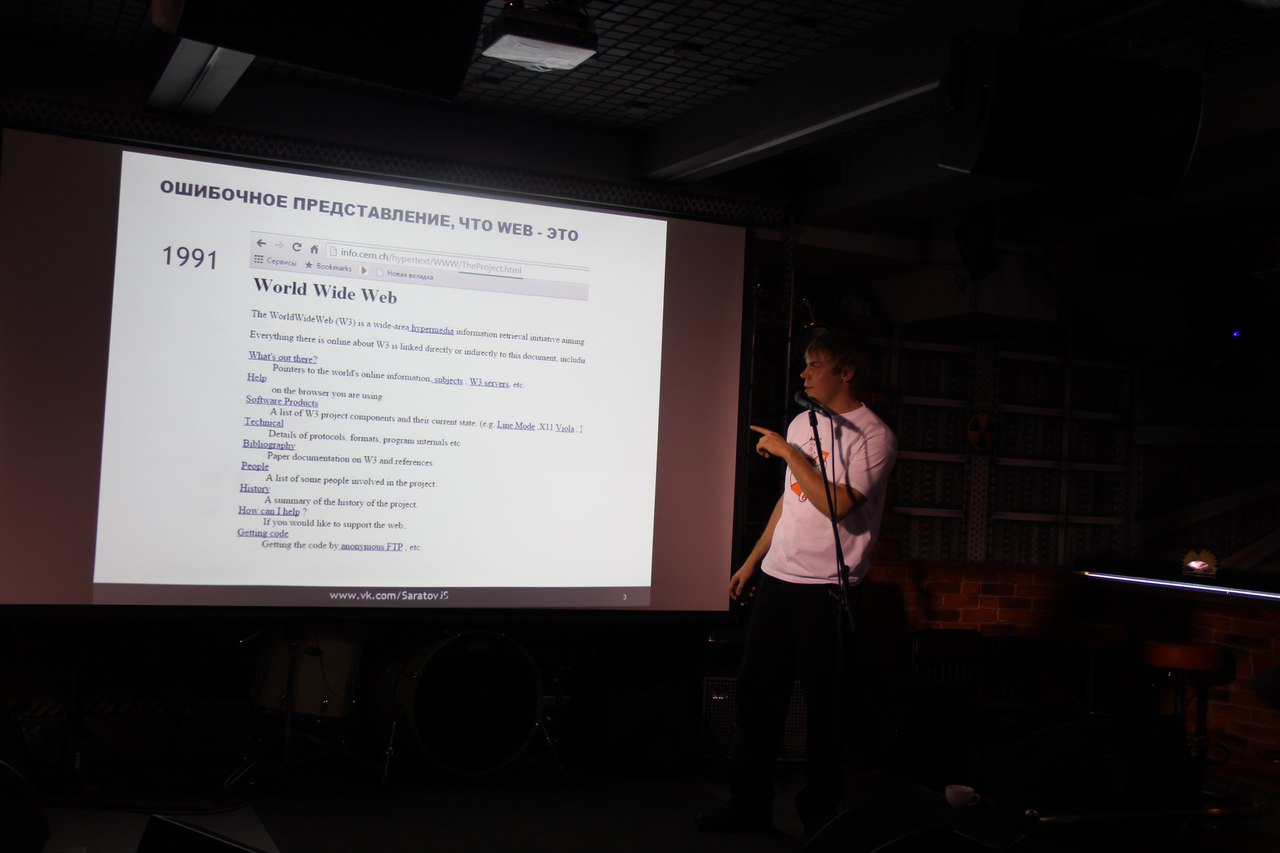 ОШИБОЧНОЕ ПРЕДСТАВЛЕНИЕ, ЧТО WEB - ЭТО
1991
info.cern.ch/hypertext/WWW/TheProject.html
Сервисы Bookmarks Новая вкладка
World Wide Web
The WorldWideWeb (W3) is a wide-area hypermedia information retrieval initiative aiming
Everything there is online about W3 is linked directly or indirectly to this document, includi
What's out there?
Pointers to the world's online information, subjects , W3 servers, etc.
Help
on the browser you are using
Software Products
A list of W3 project components and their current state. (e.g. Line Mode ,X11 Viola ,
Technical
Details of protocols, formats, program internals etc
Bibliography
Paper documentation on W3 and references.
People
A list of some people involved in the project.
History
A summary of the history of the project.
How can I help ?
If you would like to support the web..
Getting code
Getting the code by anonymous FTP , etc.
www.vk.com/SaratovJS
3